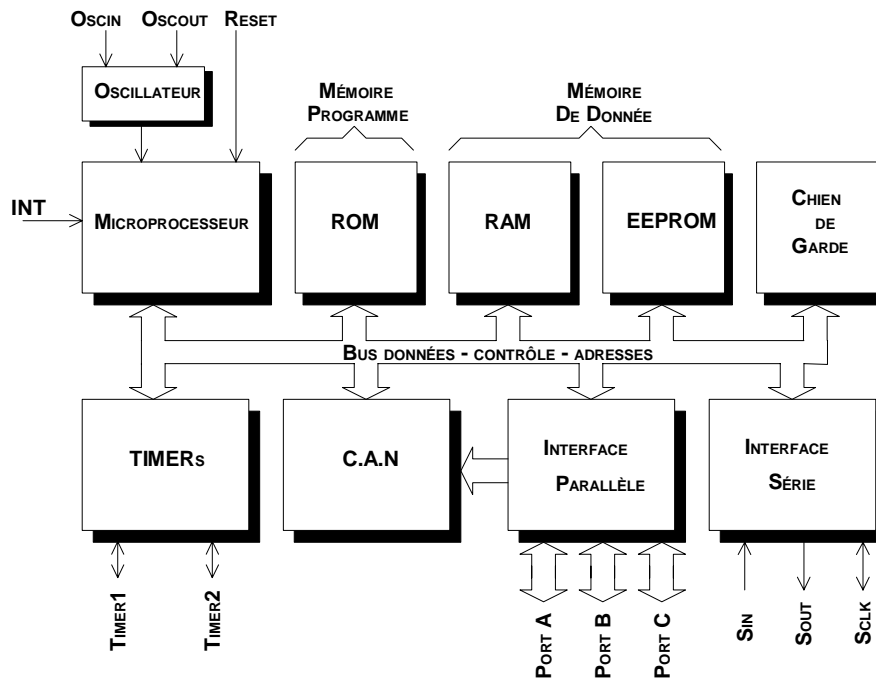 OSCIN OSCOUT RESET
OSCILLATEUR
MÉMOIRE
PROGRAMME
MÉMOIRE
DE DONNÉE
INT
MICROPROCESSEUR
ROM
RAM
EEPROM
CHIEN
DE
GARDE
BUS DONNÉES - CONTRÔLE - ADRESSES
TIMERS
C.A.N
INTERFACE
PARALLÈLE
INTERFACE
SÉRIE
TIMER1
TIMER2
PORT A
PORT B
PORT C
SIN
SOUT
SCLK